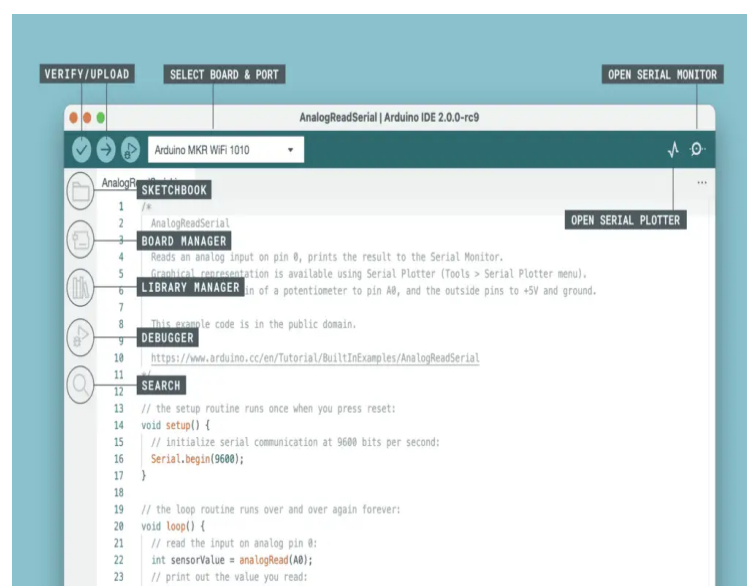 VERIFY/UPLOAD
SELECT BOARD & PORT
OPEN SERIAL MONITOR
AnalogReadSerial | Arduino IDE 2.0.0-rc9
Arduino MKR WiFi 1010
SKETCHBOOK
OPEN SERIAL PLOTTER
BOARD MANAGER
LIBRARY MANAGER
DEBUGGER
SEARCH
1 /*
2 AnalogReadSerial
3
4 Reads an analog input on pin 0, prints the result to the Serial Monitor.
5 Graphical representation is available using Serial Plotter (Tools > Serial Plotter menu).
6 of a potentiometer to pin A0, and the outside pins to +5V and ground.
7
8 This example code is in the public domain.
9
10 https://www.arduino.cc/en/Tutorial/BuiltInExamples/AnalogReadSerial
11 */
12
13 // the setup routine runs once when you press reset:
14 void setup() {
15 // initialize serial communication at 9600 bits per second:
16 Serial.begin(9600);
17 }
18
19 // the loop routine runs over and over again forever:
20 void loop() {
21 // read the input on analog pin 0:
22 int sensorValue = analogRead(A0);
23 // print out the value you read: